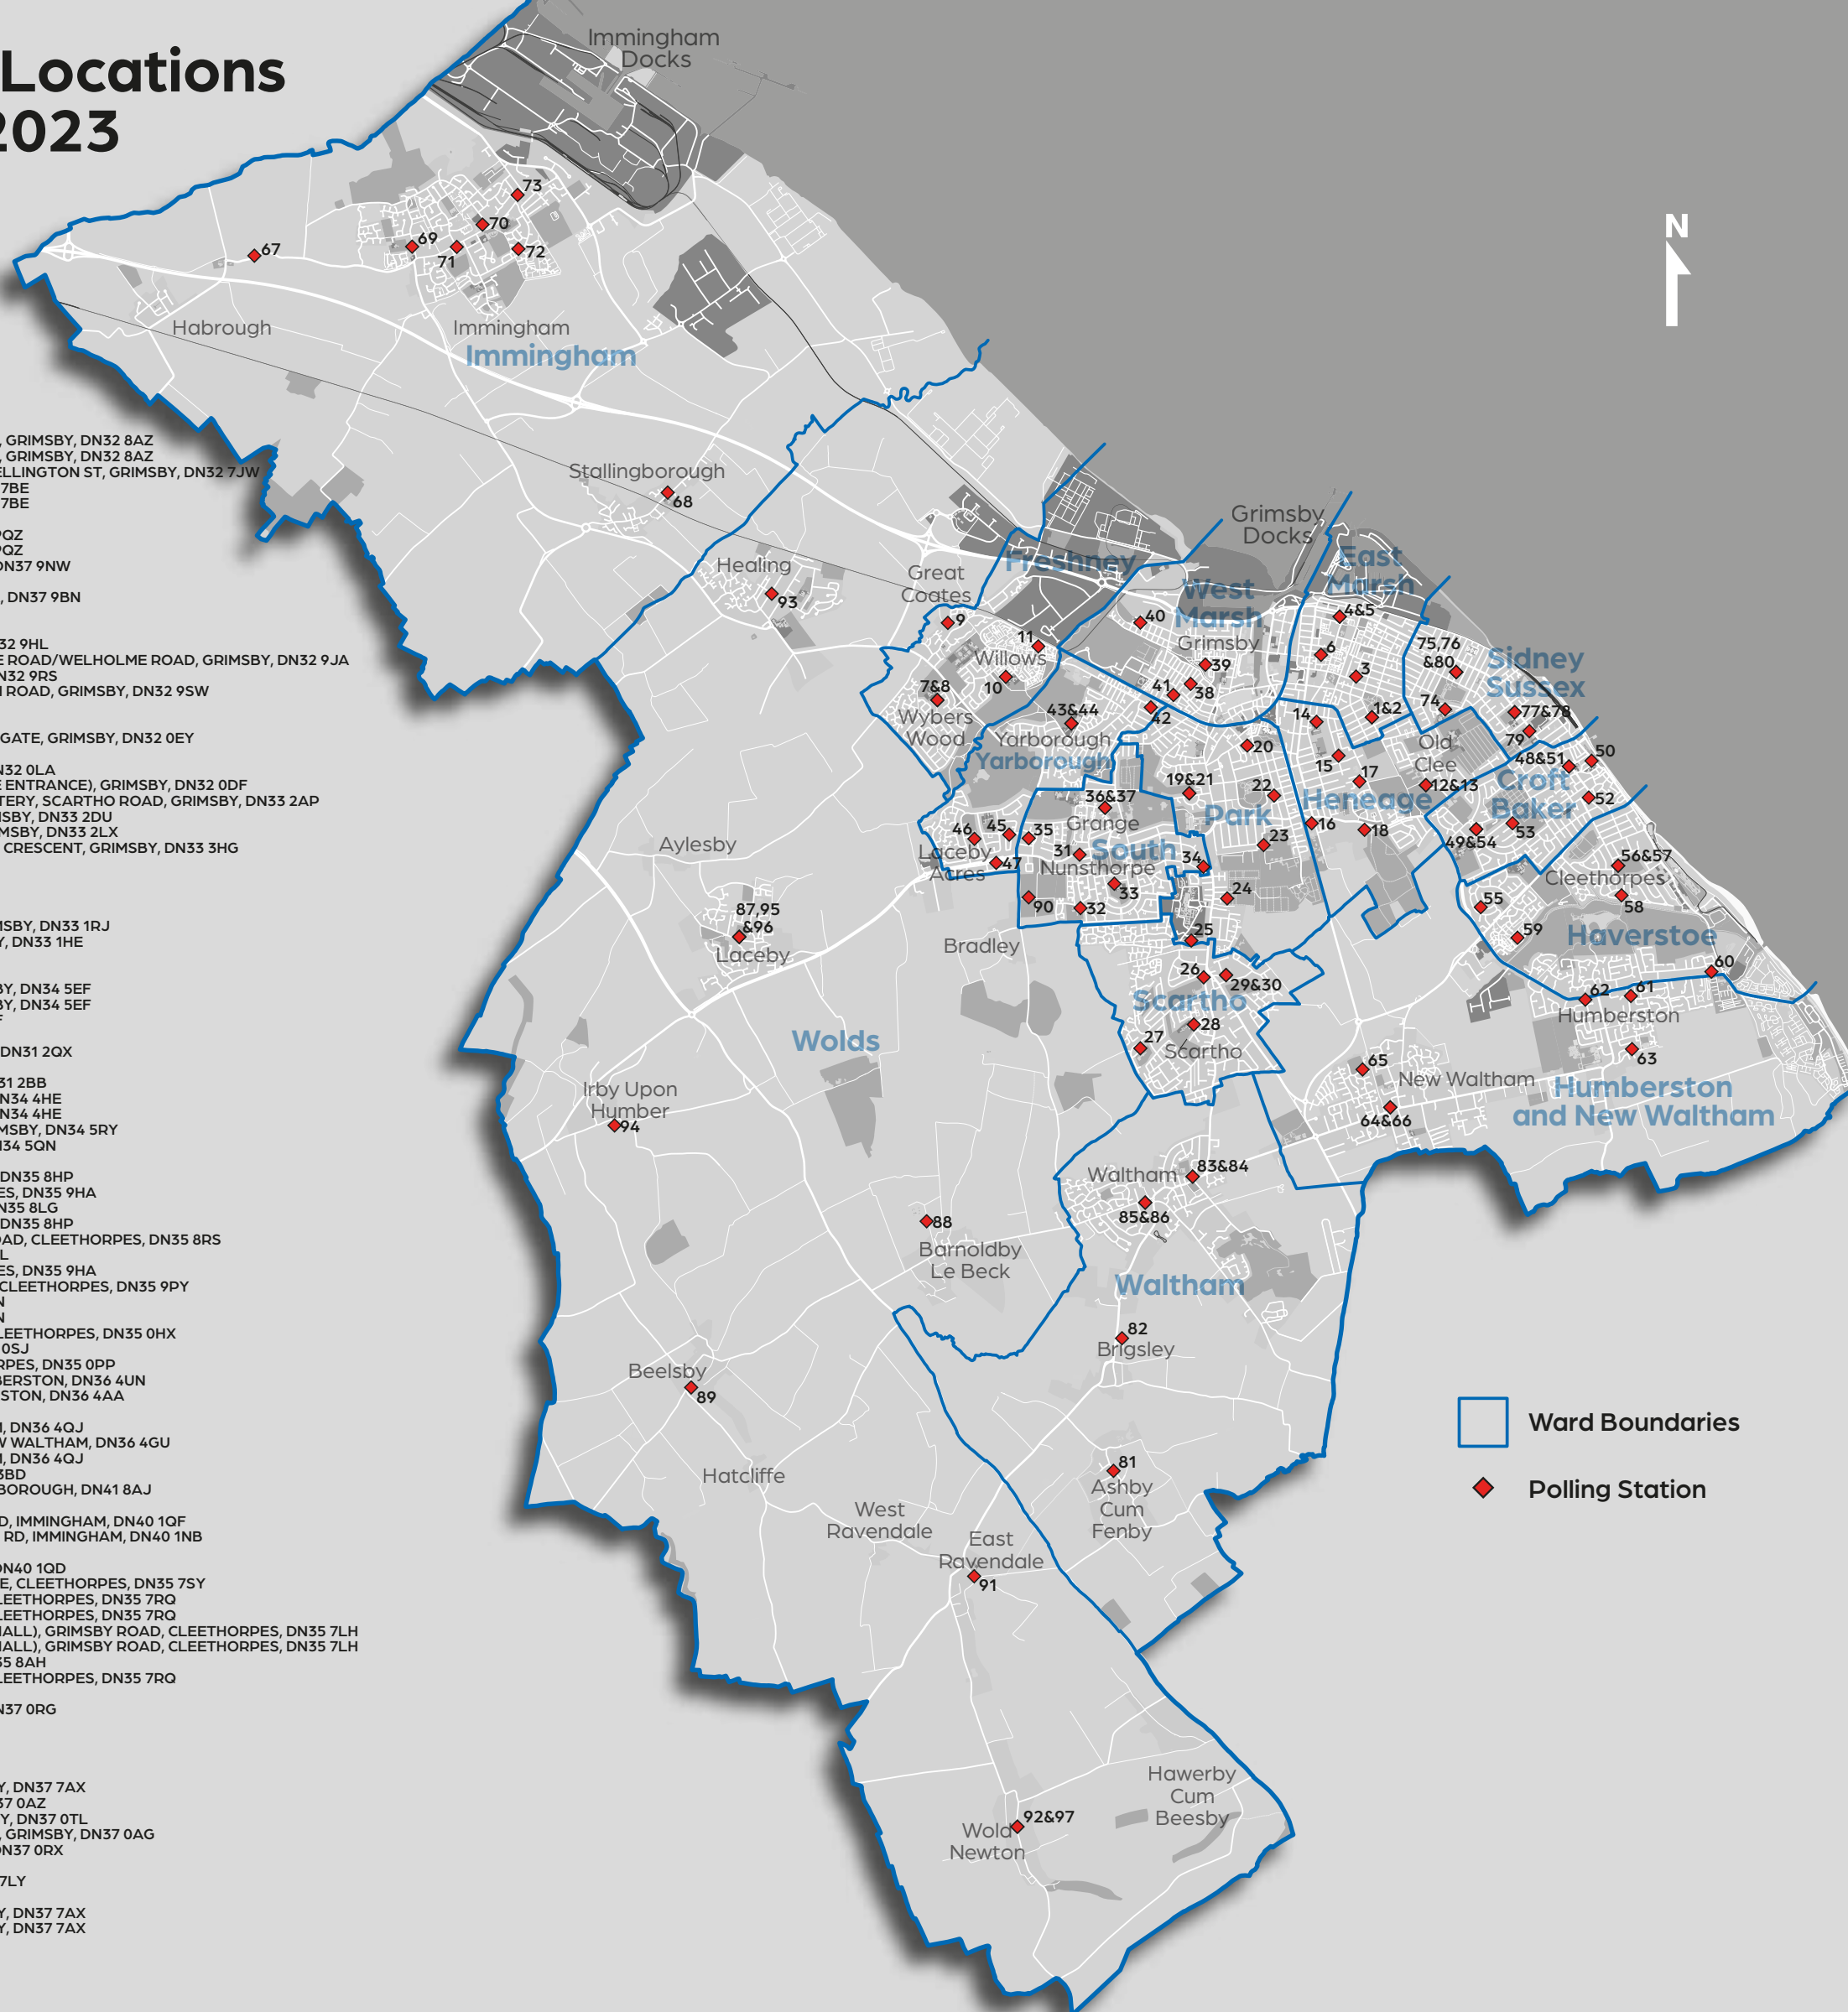 Locations
2023
, GRIMSBY, DN32 8AZ
, GRIMSBY, DN32 8AZ
ELLINGTON ST, GRIMSBY, DN32 7JW
7BE
7BE
9QZ
9QZ
DN37 9NW
, DN37 9BN
N32 9HL
E ROAD/WELHOLME ROAD, GRIMSBY, DN32 9JA
N32 9RS
I ROAD, GRIMSBY, DN32 9SW
GATE, GRIMSBY, DN32 0EY
N32 0LA
E ENTRANCE), GRIMSBY, DN32 0DF
TERY, SCARTHO ROAD, GRIMSBY, DN33 2AP
MSBY, DN33 2DU
MSBY, DN33 2LX
CRESCENT, GRIMSBY, DN33 3HG
MSBY, DN33 1RJ
Y, DN33 1HE
BY, DN34 5EF
BY, DN34 5EF
F
DN31 2QX
31 2BB
DN34 4HE
DN34 4HE
MSBY, DN34 5RY
N34 5QN
DN35 8HP
ES, DN35 9HA
N35 8LG
DN35 8HP
OAD, CLEETHORPES, DN35 8RS
L
ES, DN35 9HA
CLEETHORPES, DN35 9PY
N
N
LEETHORPES, DN35 0HX
0SJ
RPES, DN35 0PP
BERSTON, DN36 4UN
STON, DN36 4AA
M, DN36 4QJ
W WALTHAM, DN36 4GU
M, DN36 4QJ
3BD
BOROUGH, DN41 8AJ
D, IMMINGHAM, DN40 1QF
RD, IMMINGHAM, DN40 1NB
DN40 1QD
E, CLEETHORPES, DN35 7SY
LEETHORPES, DN35 7RQ
LEETHORPES, DN35 7RQ
HALL), GRIMSBY ROAD, CLEETHORPES, DN35 7LH
HALL), GRIMSBY ROAD, CLEETHORPES, DN35 7LH
35 8AH
LEETHORPES, DN35 7RQ
N37 0RG
Y, DN37 7AX
37 0AZ
Y, DN37 0TL
, GRIMSBY, DN37 0AG
DN37 0RX
7LY
Y, DN37 7AX
Y, DN37 7AX
Immingham
Docks
N
73
70
69
71
72
67
Habrough
Immingham
Immingham
Stallingborough
68
Healing
93
Great
Coates
9
Freshney
Grimsby
Docks
East
Marsh
West
Marsh
Grimsby
40
4&5
6
3
39
38
41
42
11
Willows
10
7&8
Wybers
Wood
43&44
Yarborough
Yarborough
75,76
&80
Sidney
Sussex
74
77&78
79
1&2
14
Old
Clee
15
17
12&13
20
19&21
22
Park
Heneage
16
18
23
48&51
50
Croft
Baker
52
53
49&54
36&37
Grange
35
South
31
Nunsthorpe
34
33
32
90
46
45
Laceby
Acres
47
24
25
26
29&30
Scartho
28
27
Scartho
56&57
Cleethorpes
58
55
59
Haverstoe
60
62
61
Humberston
63
Humberston
and New Waltham
65
New Waltham
64&66
Aylesby
87,95
&96
Laceby
Bradley
Wolds
Irby Upon
Humber
94
Waltham
83&84
85&86
88
Barnoldby
Le Beck
Waltham
82
Brigsley
Beelsby
89
Hatcliffe
81
Ashby
Cum
Fenby
West
Ravendale
East
Ravendale
91
Hawerby
Cum
Beesby
92&97
Wold
Newton
Ward Boundaries
Polling Station